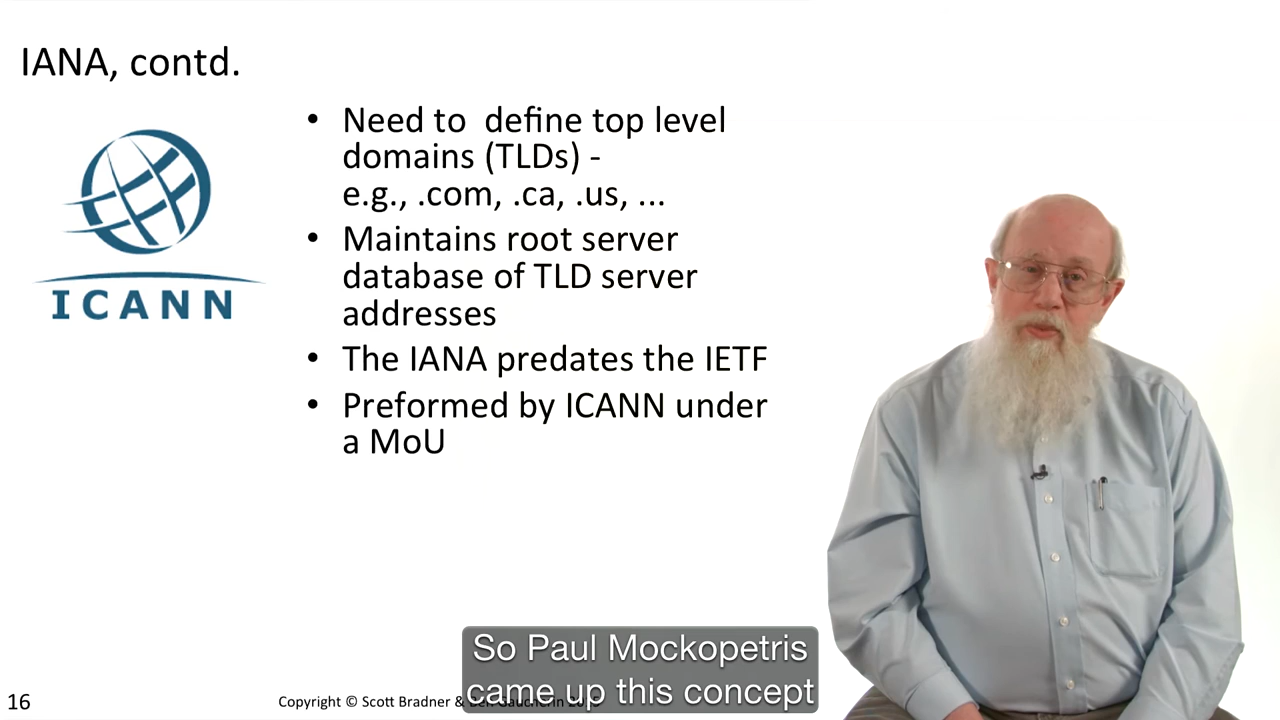 IANA, contd.
ICANN
• Need to define top level
domains (TLDs) -
e.g., .com, .ca, .us, ...
• Maintains root server
database of TLD server
addresses
• The IANA predates the IETF
• Preformed by ICANN under
a MoU
So Paul Mockopetris
came up this concept
16
Copyright © Scott Bradner &